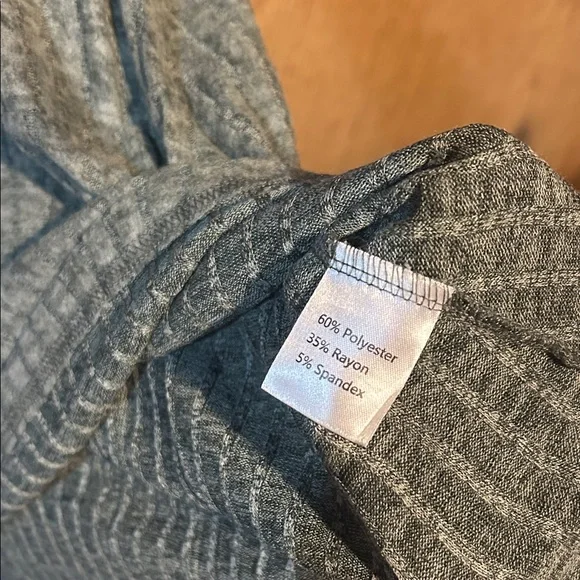 60% Polyester
35% Rayon
5% Spandex